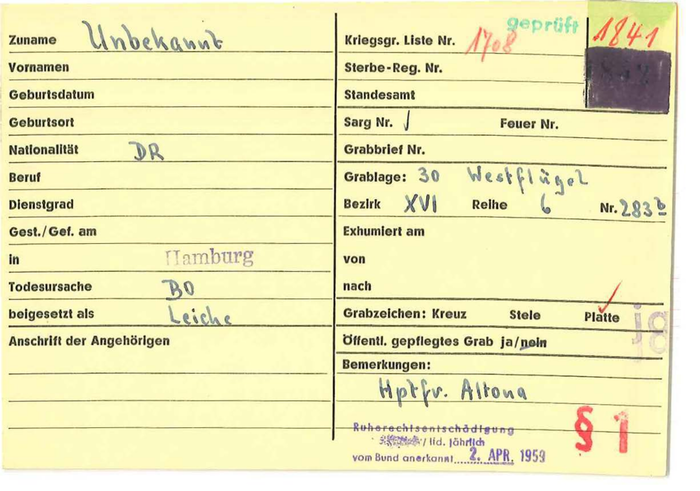 geprüft
1841
Zuname Unbekannt
Vornamen
Geburtsdatum
Geburtsort
Nationalität DR
Beruf
Dienstgrad
Gest./Gef. am
in Hamburg
Todesursache BO
beigesetzt als Leiche
Anschrift der Angehörigen
Kriegsgr. Liste Nr. 1708
Sterbe-Reg. Nr.
Standesamt
Sarg Nr. Feuer Nr.
Grabbrief Nr.
Grablage: 30 Westflügel
Bezirk XVI Reihe 6 Nr. 283b
Exhumiert am
von
nach
Grabzeichen: Kreuz Stele Platte
Öffentl. gepflegtes Grab ja/nein
ja
Bemerkungen:
Hptfr. Altona
Ruherechtsentschädigung
/ lfd. jährlich
vom Bund anerkannt 2. APR. 1959
§ 1